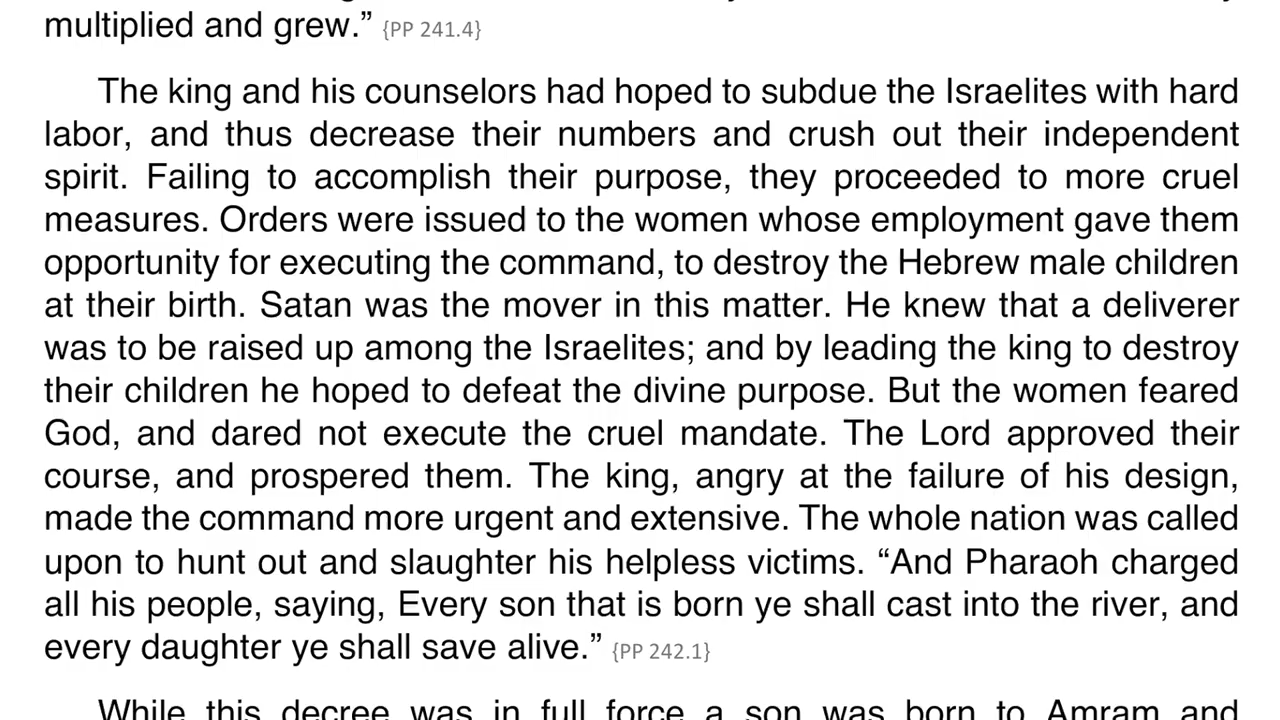 multiplied and grew.” {PP 241.4}
The king and his counselors had hoped to subdue the Israelites with hard
labor, and thus decrease their numbers and crush out their independent
spirit. Failing to accomplish their purpose, they proceeded to more cruel
measures. Orders were issued to the women whose employment gave them
opportunity for executing the command, to destroy the Hebrew male children
at their birth. Satan was the mover in this matter. He knew that a deliverer
was to be raised up among the Israelites; and by leading the king to destroy
their children he hoped to defeat the divine purpose. But the women feared
God, and dared not execute the cruel mandate. The Lord approved their
course, and prospered them. The king, angry at the failure of his design,
made the command more urgent and extensive. The whole nation was called
upon to hunt out and slaughter his helpless victims. “And Pharaoh charged
all his people, saying, Every son that is born ye shall cast into the river, and
every daughter ye shall save alive.” {PP 242.1}
While this decree was in full force a son was born to Amram and